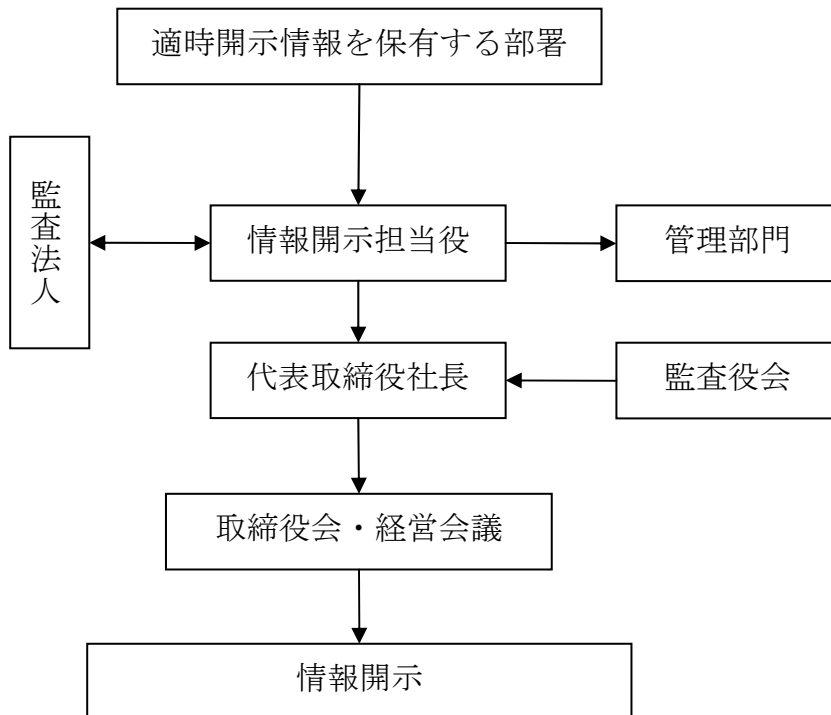 適時開示情報を保有する部署
監査法人
情報開示担当役
管理部門
代表取締役社長
監査役会
取締役会・経営会議
情報開示